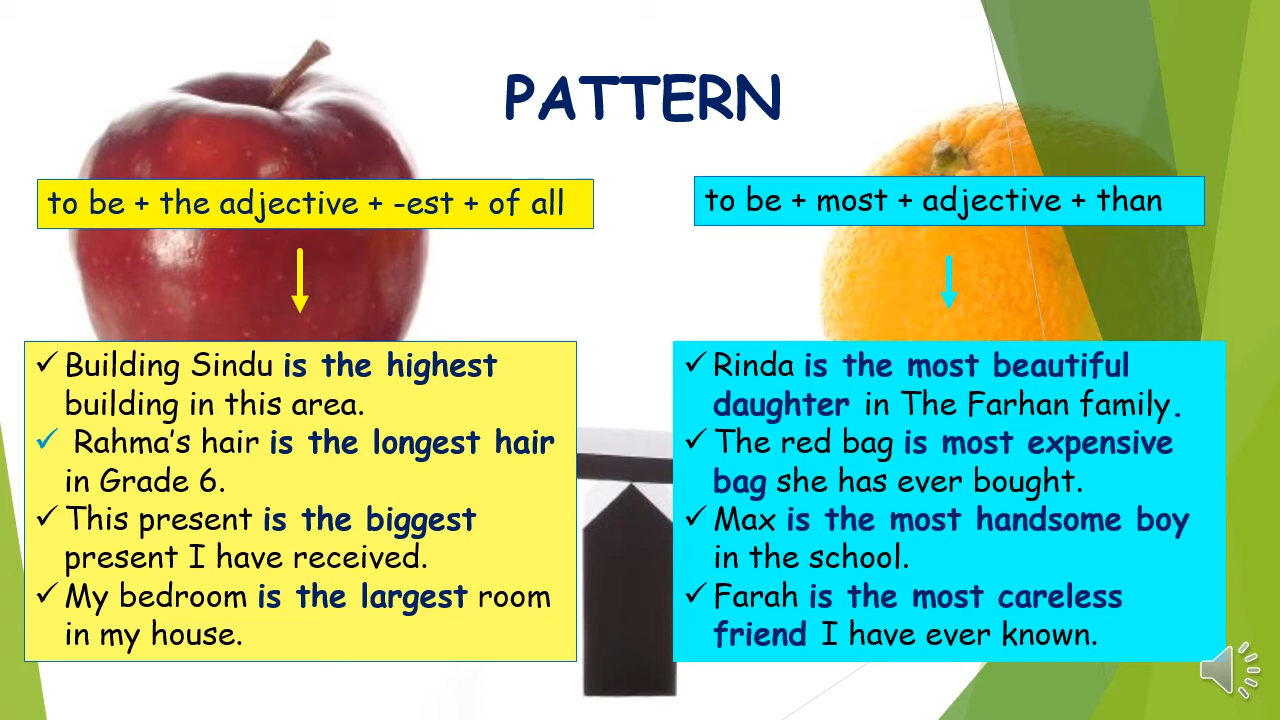 PATTERN
to be + the adjective + -est + of all
to be + most + adjective + than
✓ Building Sindu is the highest
building in this area.
✓ Rahma's hair is the longest hair
in Grade 6.
✓ This present is the biggest
present I have received.
✓ My bedroom is the largest room
in my house.
✓ Rinda is the most beautiful
daughter in The Farhan family.
✓ The red bag is most expensive
bag she has ever bought.
✓ Max is the most handsome boy
in the school.
✓ Farah is the most careless
friend I have ever known.